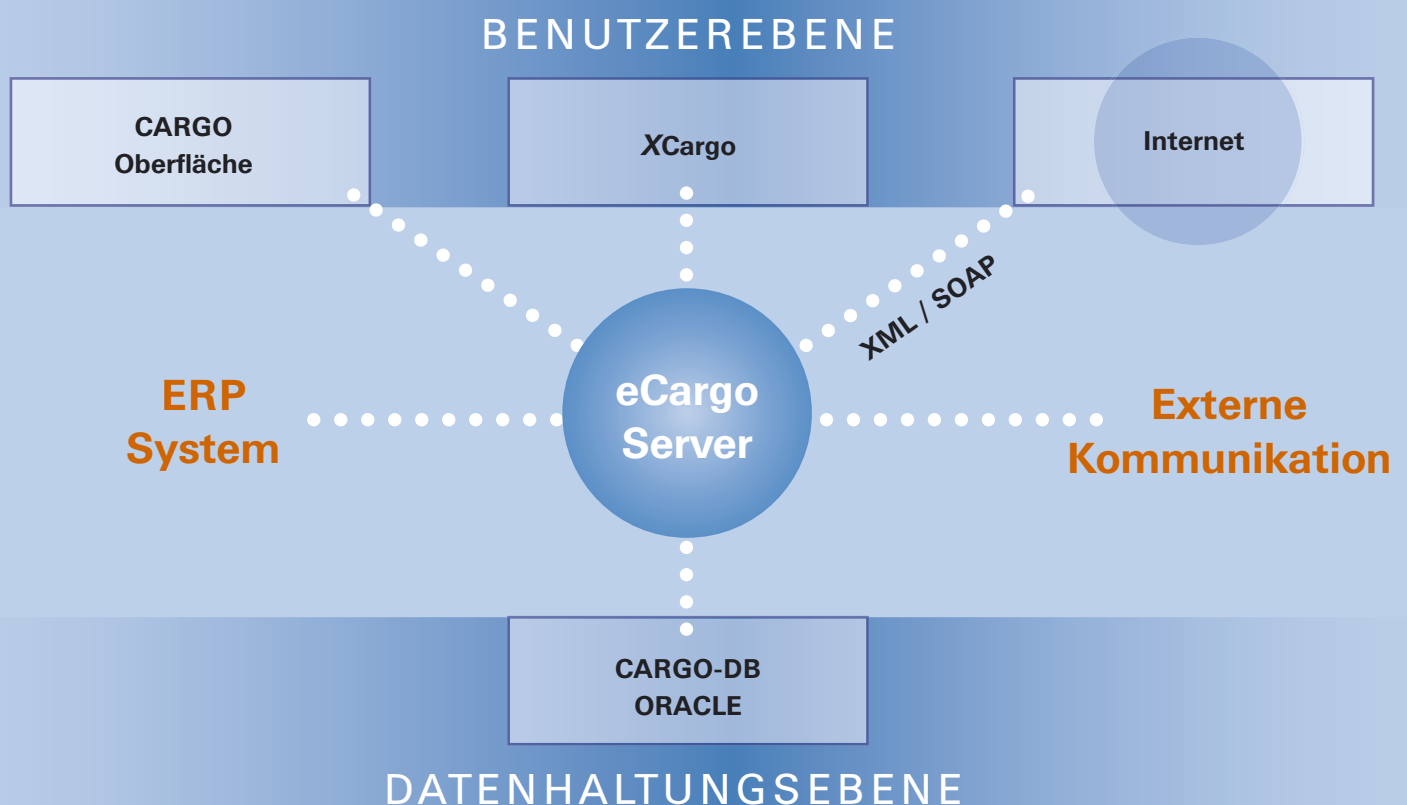 BENUTZEREBENE
CARGO
Oberfläche
XCargo
Internet
XML / SOAP
eCargo
Server
ERP
System
Externe
Kommunikation
CARGO-DB
ORACLE
DATENHALTUNGSEBENE